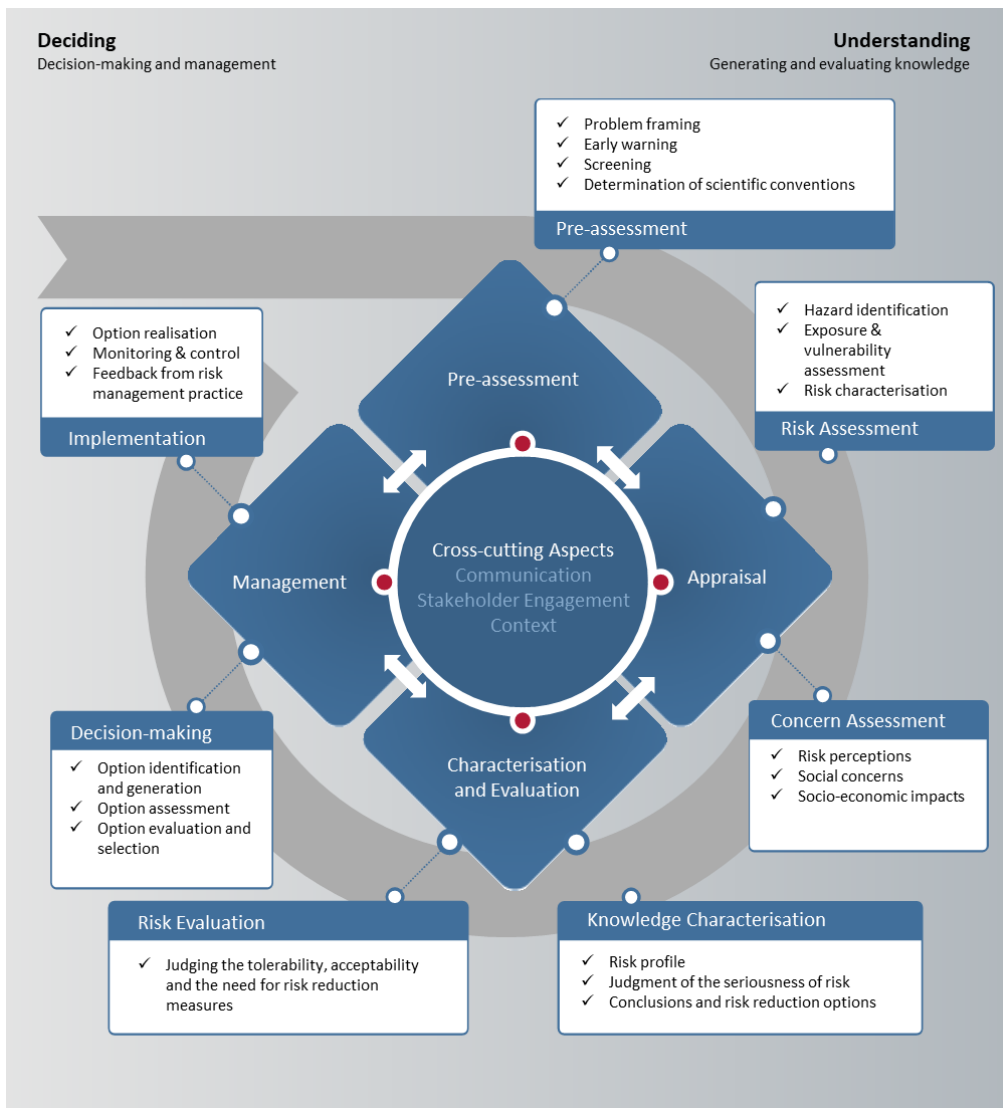 Deciding
Decision-making and management
Understanding
Generating and evaluating knowledge
✓ Problem framing
✓ Early warning
✓ Screening
✓ Determination of scientific conventions
Pre-assessment
✓ Option realisation
✓ Monitoring & control
✓ Feedback from risk
management practice
Implementation
✓ Hazard identification
✓ Exposure &
vulnerability
assessment
✓ Risk characterisation
Risk Assessment
Pre-assessment
Management
Cross-cutting Aspects
Communication
Stakeholder Engagement
Context
Appraisal
Characterisation
and Evaluation
Decision-making
✓ Option identification
and generation
✓ Option assessment
✓ Option evaluation and
selection
Concern Assessment
✓ Risk perceptions
✓ Social concerns
✓ Socio-economic impacts
Risk Evaluation
✓ Judging the tolerability, acceptability
and the need for risk reduction
measures
Knowledge Characterisation
✓ Risk profile
✓ Judgment of the seriousness of risk
✓ Conclusions and risk reduction options